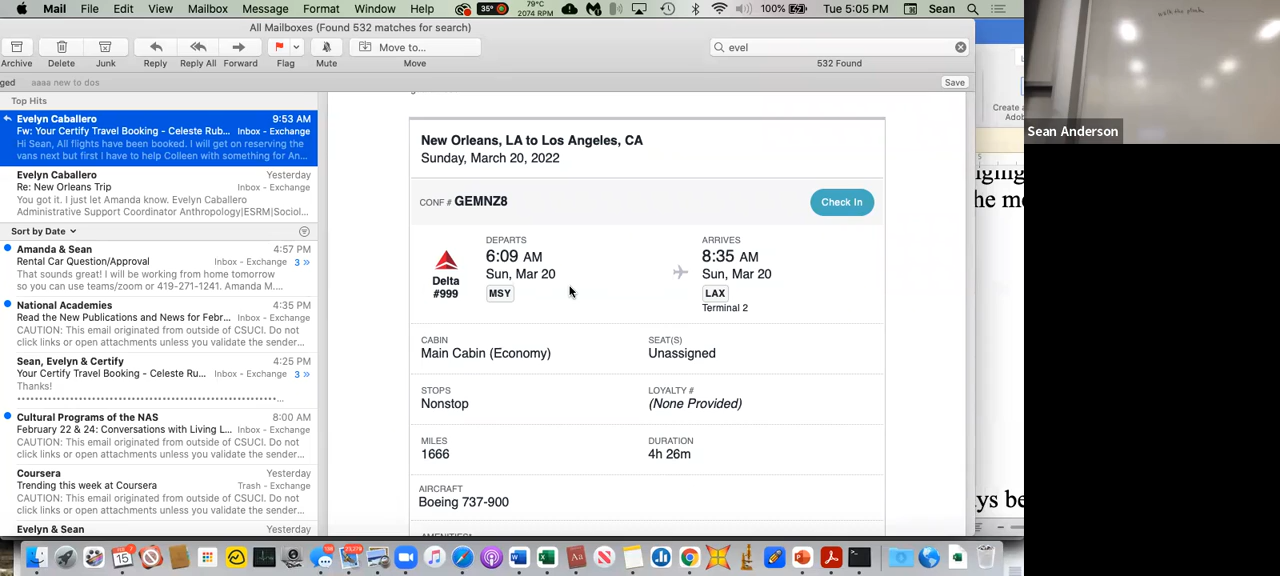 Mail File Edit View Mailbox Message Format Window Help 35° 79°C 2074 RPM 100% Tue 5:05 PM Sean
All Mailboxes (Found 532 matches for search)
Archive Delete Junk Reply Reply All Forward Flag Mute Move to... Move
evel
532 Found
ged aaaa new to dos Save
Top Hits
Evelyn Caballero 9:53 AM
Fw: Your Certify Travel Booking - Celeste Rub... Inbox - Exchange
Hi Sean, All flights have been booked. I will get on reserving the
vans next but first I have to help Colleen with something for An...
Evelyn Caballero Yesterday
Re: New Orleans Trip Inbox - Exchange
You got it. I just let Amanda know. Evelyn Caballero
Administrative Support Coordinator Anthropology|ESRM|Sociol...
Sort by Date
Amanda & Sean 4:57 PM
Rental Car Question/Approval Inbox - Exchange 3 »
That sounds great! I will be working from home tomorrow
so you can use teams/zoom or 419-271-1241. Amanda M....
National Academies 4:35 PM
Read the New Publications and News for Febr... Inbox - Exchange
CAUTION: This email originated from outside of CSUCI. Do not
click links or open attachments unless you validate the sender...
Sean, Evelyn & Certify 4:25 PM
Your Certify Travel Booking - Celeste Ru... Inbox - Exchange 3 »
Thanks!
Cultural Programs of the NAS 8:00 AM
February 22 & 24: Conversations with Living L... Inbox - Exchange
CAUTION: This email originated from outside of CSUCI. Do not
click links or open attachments unless you validate the sender...
Coursera Yesterday
Trending this week at Coursera Trash - Exchange
CAUTION: This email originated from outside of CSUCI. Do not
click links or open attachments unless you validate the sender...
Evelyn & Sean Yesterday
New Orleans, LA to Los Angeles, CA
Sunday, March 20, 2022
CONF # GEMNZ8
Check In
DEPARTS ARRIVES
6:09 AM 8:35 AM
Sun, Mar 20 Sun, Mar 20
Delta
#999
MSY LAX
Terminal 2
CABIN SEAT(S)
Main Cabin (Economy) Unassigned
STOPS LOYALTY #
Nonstop (None Provided)
MILES DURATION
1666 4h 26m
AIRCRAFT
Boeing 737-900
Create a
Adob
nging
he m
ys be
Sean Anderson